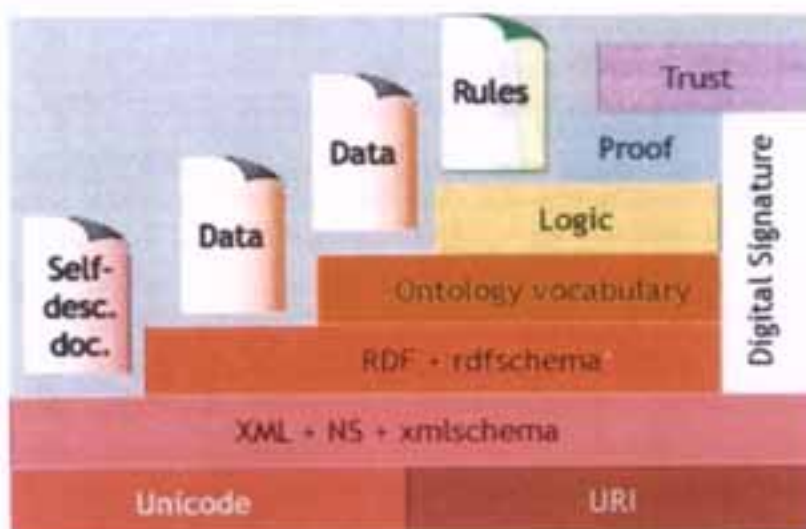 Rules
Trust
Data
Proof
Data
Logic
Digital Signature
Self-
desc.
doc.
Ontology vocabulary
RDF + rdfschema
XML + NS + xmlschema
Unicode
URI